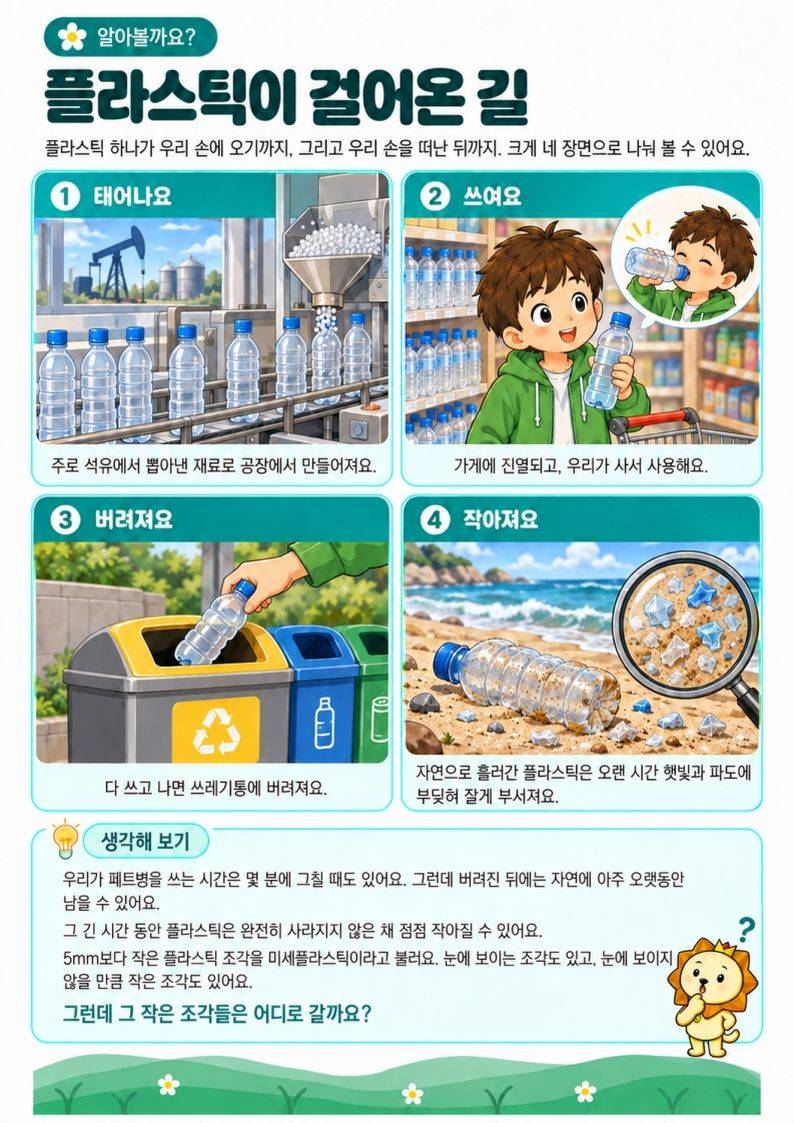 알아볼까요?
플라스틱이 걸어온 길
플라스틱 하나가 우리 손에 오기까지, 그리고 우리 손을 떠난 뒤까지. 크게 네 장면으로 나눠 볼 수 있어요.
1 태어나요
주로 석유에서 뽑아낸 재료로 공장에서 만들어져요.
2 쓰여요
가게에 진열되고, 우리가 사서 사용해요.
3 버려져요
다 쓰고 나면 쓰레기통에 버려져요.
4 작아져요
자연으로 흘러간 플라스틱은 오랜 시간 햇빛과 파도에
부딪혀 잘게 부서져요.
생각해 보기
우리가 페트병을 쓰는 시간은 몇 분에 그칠 때도 있어요. 그런데 버려진 뒤에는 자연에 아주 오랫동안
남을 수 있어요.
그 긴 시간 동안 플라스틱은 완전히 사라지지 않은 채 점점 작아질 수 있어요.
5mm보다 작은 플라스틱 조각을 미세플라스틱이라고 불러요. 눈에 보이는 조각도 있고, 눈에 보이지
않을 만큼 작은 조각도 있어요.
그런데 그 작은 조각들은 어디로 갈까요?
?